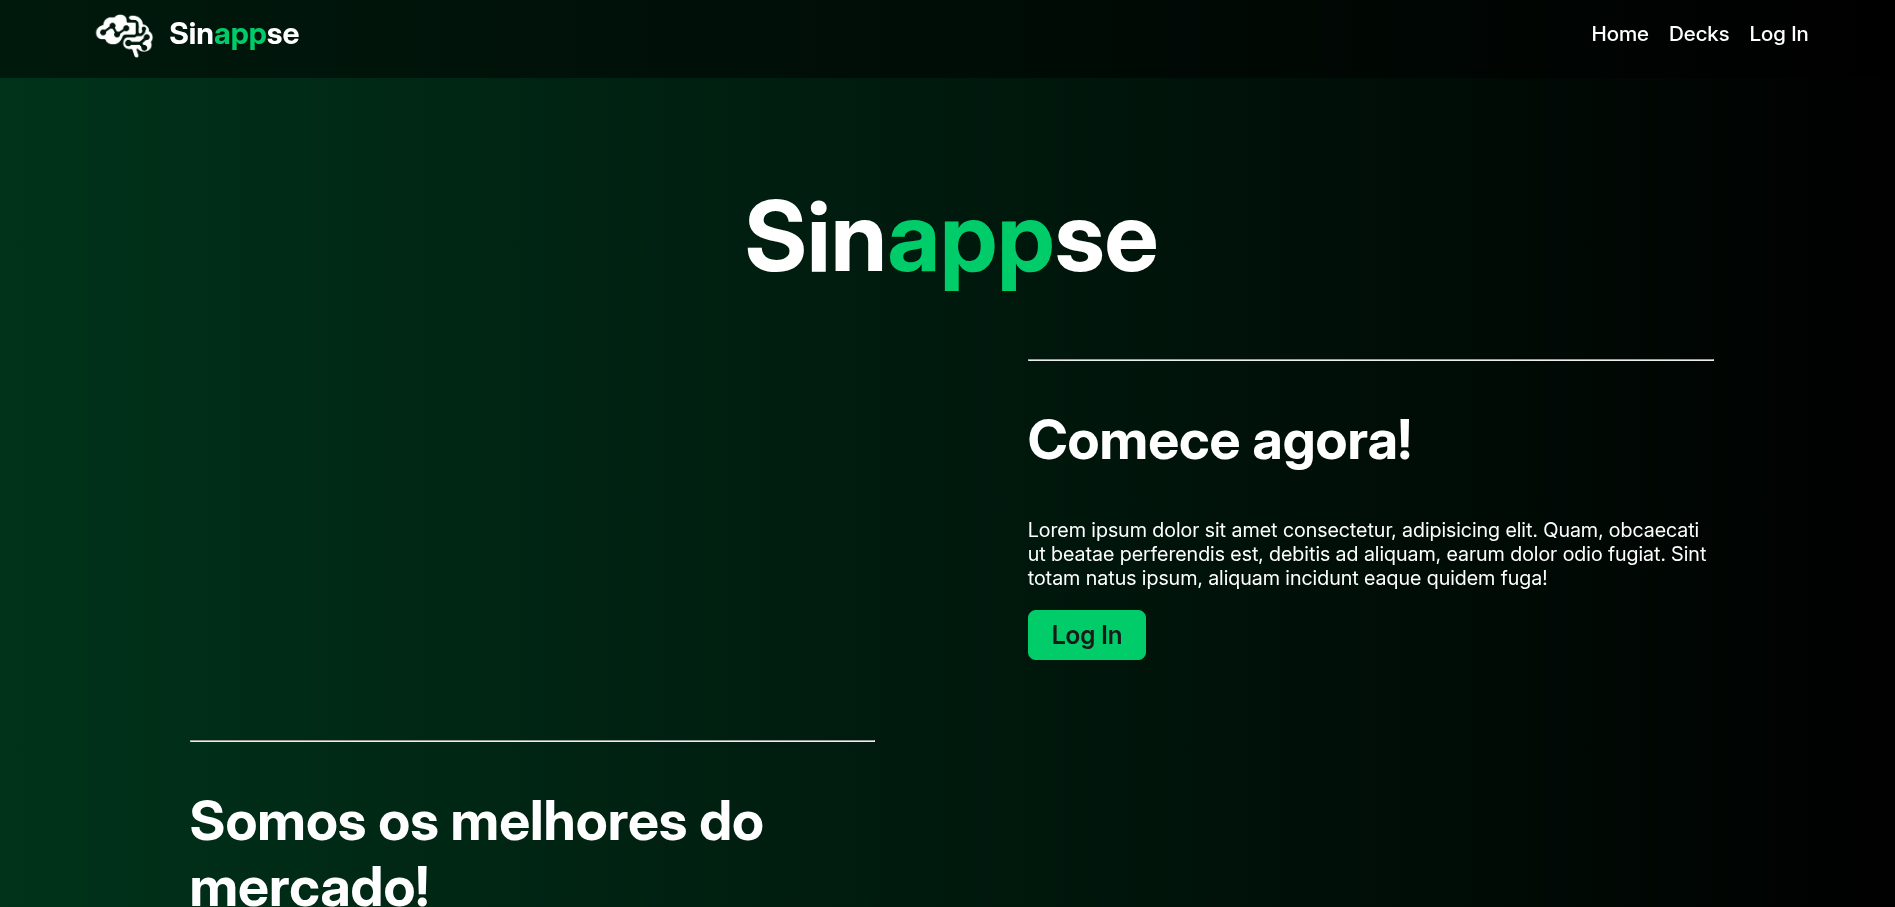 Sinappse
Home Decks Log In
Sinappse
Comece agora!
Lorem ipsum dolor sit amet consectetur, adipisicing elit. Quam, obcaecati
ut beatae perferendis est, debitis ad aliquam, earum dolor odio fugiat. Sint
totam natus ipsum, aliquam incidunt eaque quidem fuga!
Log In
Somos os melhores do
mercado!